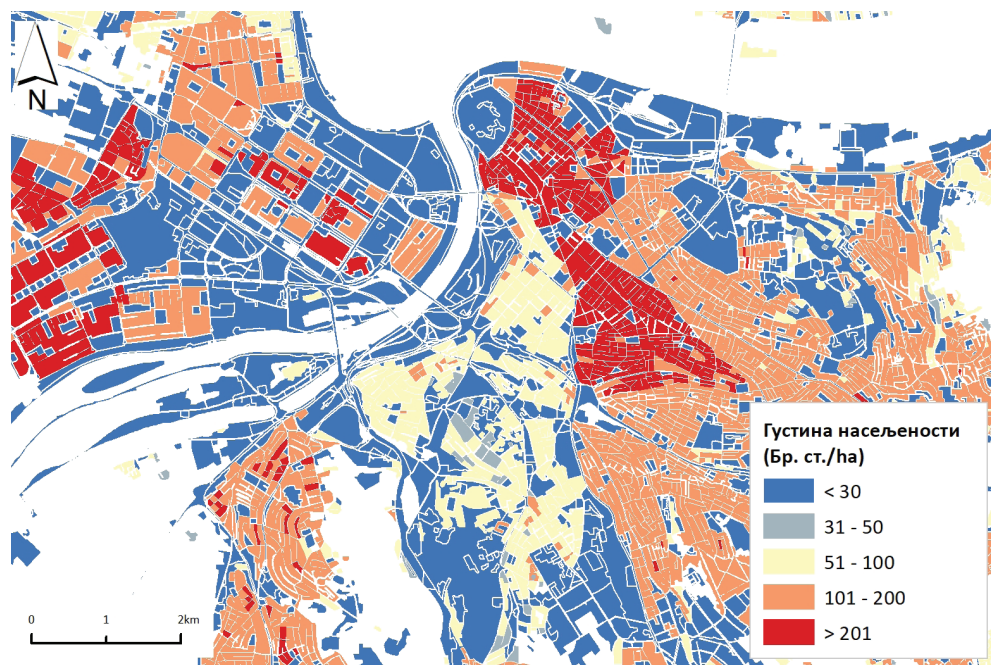 N
Густина насељености
(Бр. ст./ha)
< 30
31 - 50
51 - 100
101 - 200
> 201
0 1 2km